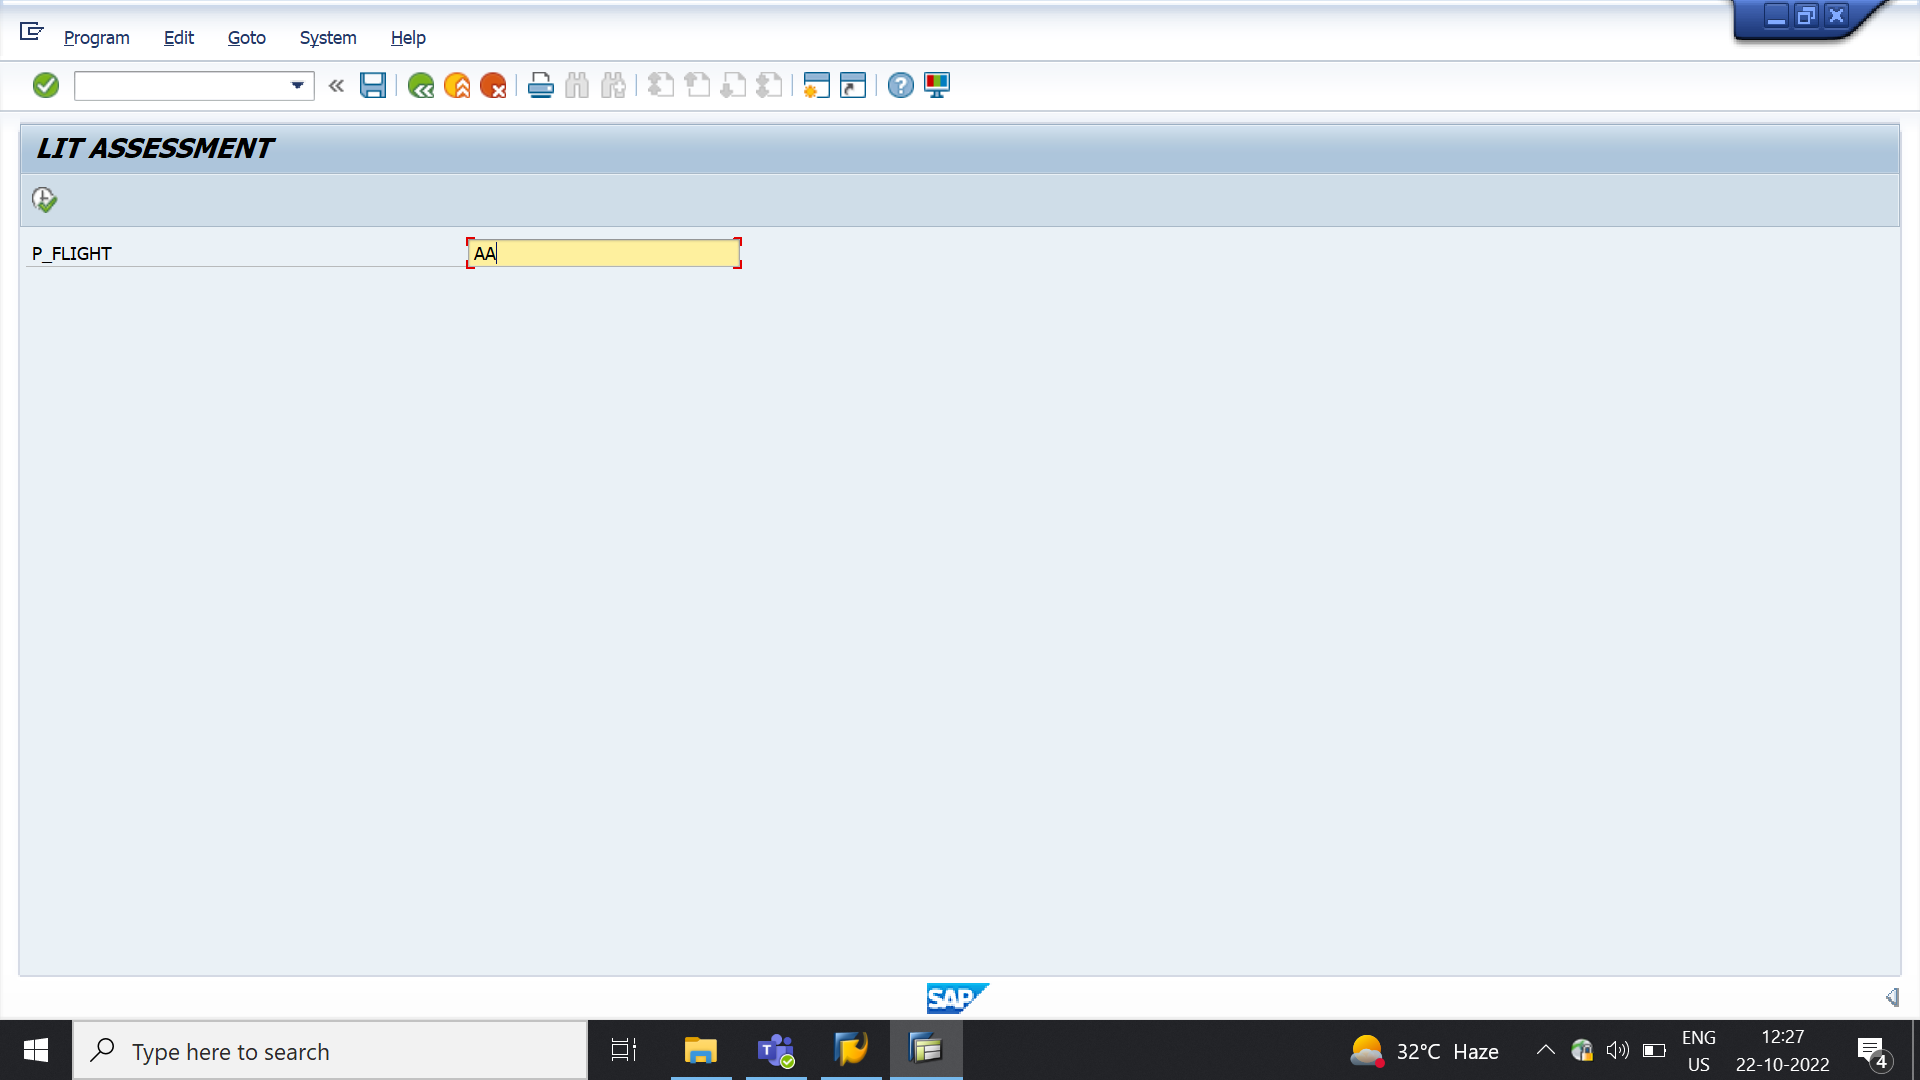 Program Edit Goto System Help
LIT ASSESSMENT
P_FLIGHT AA
SAP
Type here to search
32°C Haze
ENG
US
12:27
22-10-2022
4